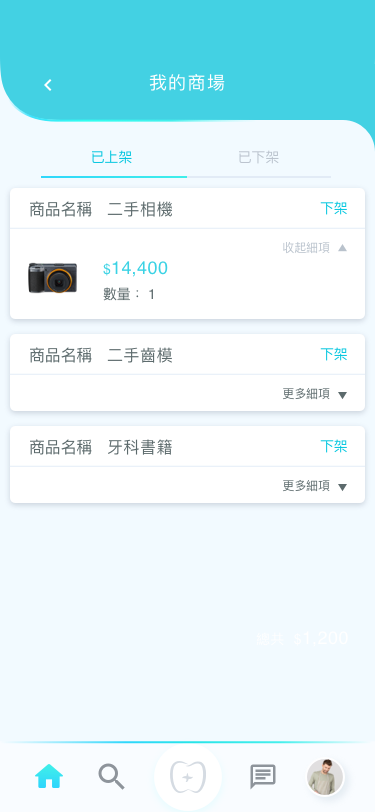 我的商場
已上架 已下架
商品名稱 二手相機 下架
收起細項
$14,400
數量： 1
商品名稱 二手齒模 下架
更多細項
商品名稱 牙科書籍 下架
更多細項
總共 $1,200